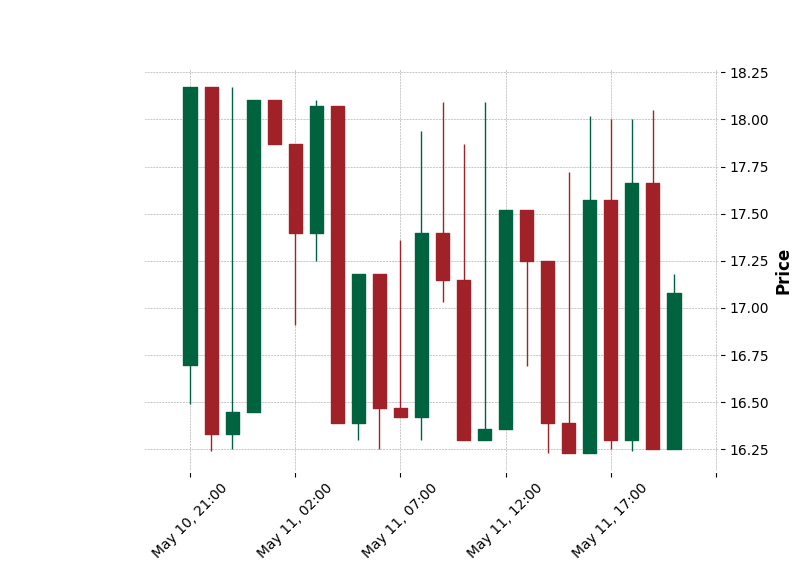 18.25
18.00
17.75
17.50
17.25
17.00
16.75
16.50
16.25
Price
May 10, 21:00
May 11, 02:00
May 11, 07:00
May 11, 12:00
May 11, 17:00